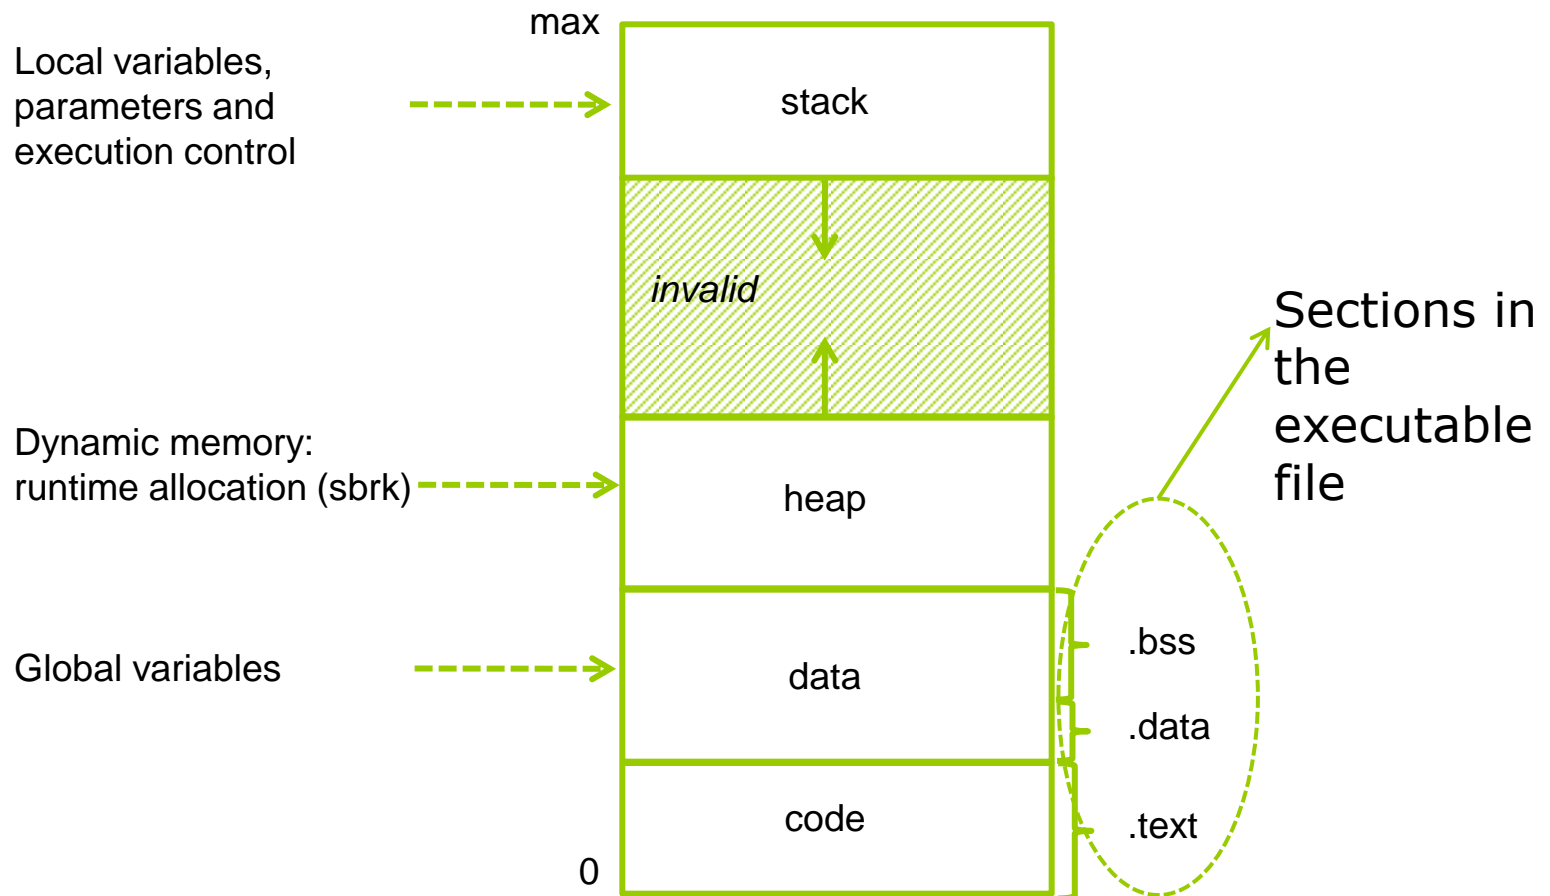 max
Local variables,
parameters and
execution control
stack
invalid
Sections in
the
executable
file
Dynamic memory:
runtime allocation (sbrk)
heap
.bss
Global variables
data
.data
code
.text
0